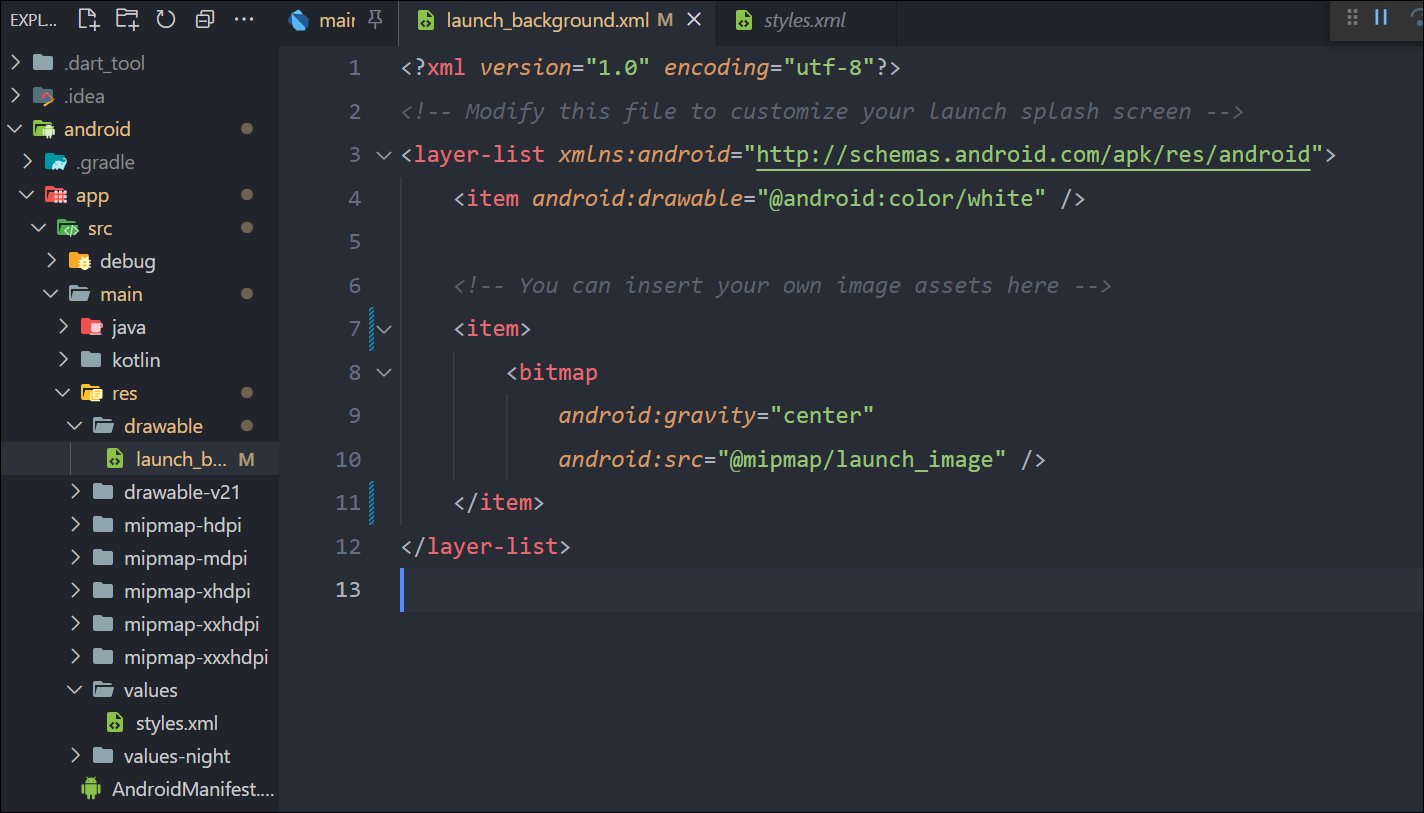 EXPL...
.dart_tool
.idea
android
.gradle
app
src
debug
main
java
kotlin
res
drawable
launch_b... M
drawable-v21
mipmap-hdpi
mipmap-mdpi
mipmap-xhdpi
mipmap-xxhdpi
mipmap-xxxhdpi
values
styles.xml
values-night
AndroidManifest....
main launch_background.xml M styles.xml
1 <?xml version="1.0" encoding="utf-8"?>
2 <!-- Modify this file to customize your launch splash screen -->
3 <layer-list xmlns:android="http://schemas.android.com/apk/res/android">
4 <item android:drawable="@android:color/white" />
5
6 <!-- You can insert your own image assets here -->
7 <item>
8 <bitmap
9 android:gravity="center"
10 android:src="@mipmap/launch_image" />
11 </item>
12 </layer-list>
13